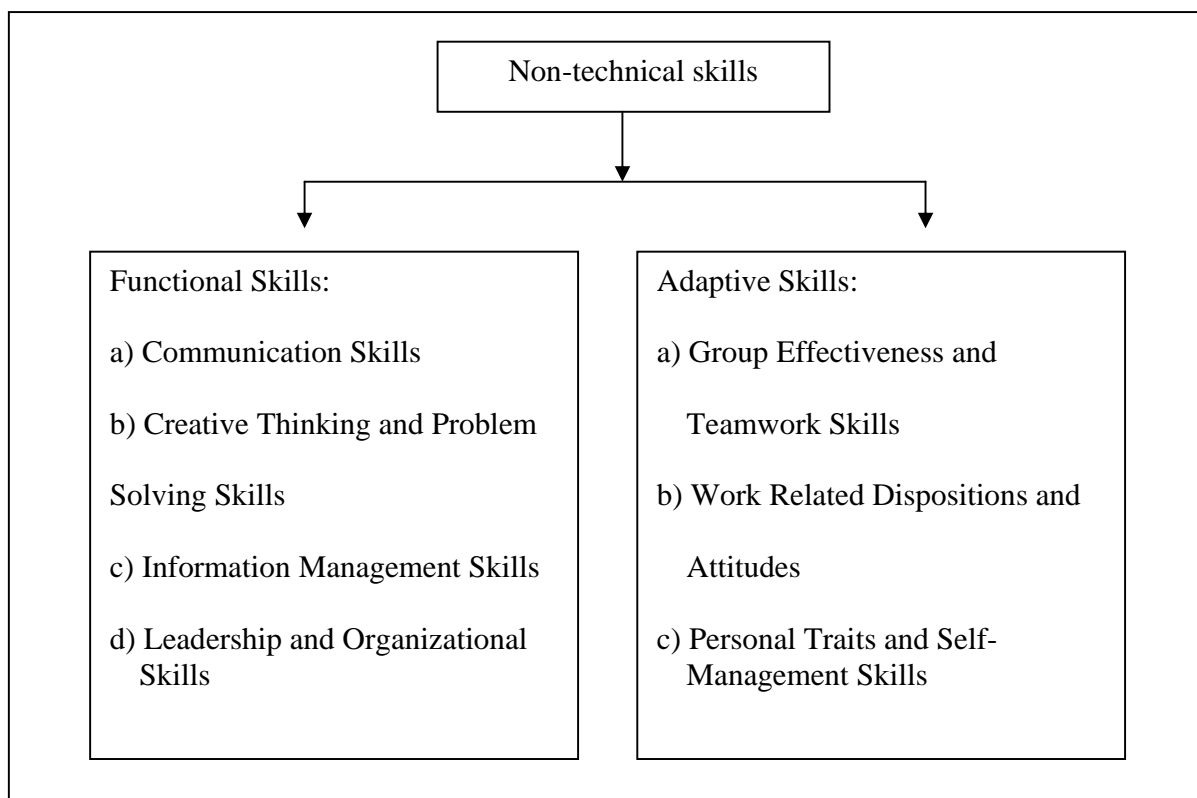 Non-technical skills
Functional Skills:
a) Communication Skills
b) Creative Thinking and Problem
Solving Skills
c) Information Management Skills
d) Leadership and Organizational
Skills
Adaptive Skills:
a) Group Effectiveness and
Teamwork Skills
b) Work Related Dispositions and
Attitudes
c) Personal Traits and Self-
Management Skills